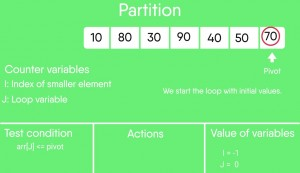 Partition
10 80 30 90 40 50 70
Pivot
Counter variables
I: Index of smaller element
J: Loop variable
We start the loop with initial values.
Test condition
arr[J] <= pivot
Actions
Value of variables
I = -1
J = 0